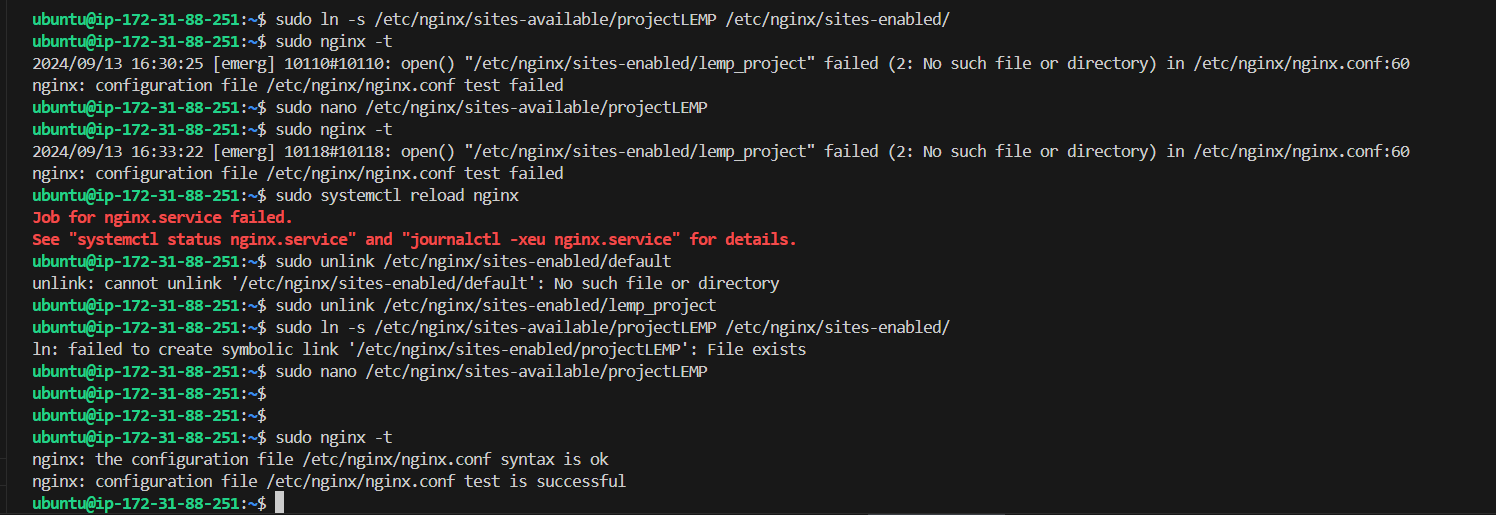 ubuntu@ip-172-31-88-251:~$ sudo ln -s /etc/nginx/sites-available/projectLEMP /etc/nginx/sites-enabled/
ubuntu@ip-172-31-88-251:~$ sudo nginx -t
2024/09/13 16:30:25 [emerg] 10110#10110: open() "/etc/nginx/sites-enabled/lemp_project" failed (2: No such file or directory) in /etc/nginx/nginx.conf:60
nginx: configuration file /etc/nginx/nginx.conf test failed
ubuntu@ip-172-31-88-251:~$ sudo nano /etc/nginx/sites-available/projectLEMP
ubuntu@ip-172-31-88-251:~$ sudo nginx -t
2024/09/13 16:33:22 [emerg] 10118#10118: open() "/etc/nginx/sites-enabled/lemp_project" failed (2: No such file or directory) in /etc/nginx/nginx.conf:60
nginx: configuration file /etc/nginx/nginx.conf test failed
ubuntu@ip-172-31-88-251:~$ sudo systemctl reload nginx
Job for nginx.service failed.
See "systemctl status nginx.service" and "journalctl -xeu nginx.service" for details.
ubuntu@ip-172-31-88-251:~$ sudo unlink /etc/nginx/sites-enabled/default
unlink: cannot unlink '/etc/nginx/sites-enabled/default': No such file or directory
ubuntu@ip-172-31-88-251:~$ sudo unlink /etc/nginx/sites-enabled/lemp_project
ubuntu@ip-172-31-88-251:~$ sudo ln -s /etc/nginx/sites-available/projectLEMP /etc/nginx/sites-enabled/
ln: failed to create symbolic link '/etc/nginx/sites-enabled/projectLEMP': File exists
ubuntu@ip-172-31-88-251:~$ sudo nano /etc/nginx/sites-available/projectLEMP
ubuntu@ip-172-31-88-251:~$
ubuntu@ip-172-31-88-251:~$
ubuntu@ip-172-31-88-251:~$ sudo nginx -t
nginx: the configuration file /etc/nginx/nginx.conf syntax is ok
nginx: configuration file /etc/nginx/nginx.conf test is successful
ubuntu@ip-172-31-88-251:~$